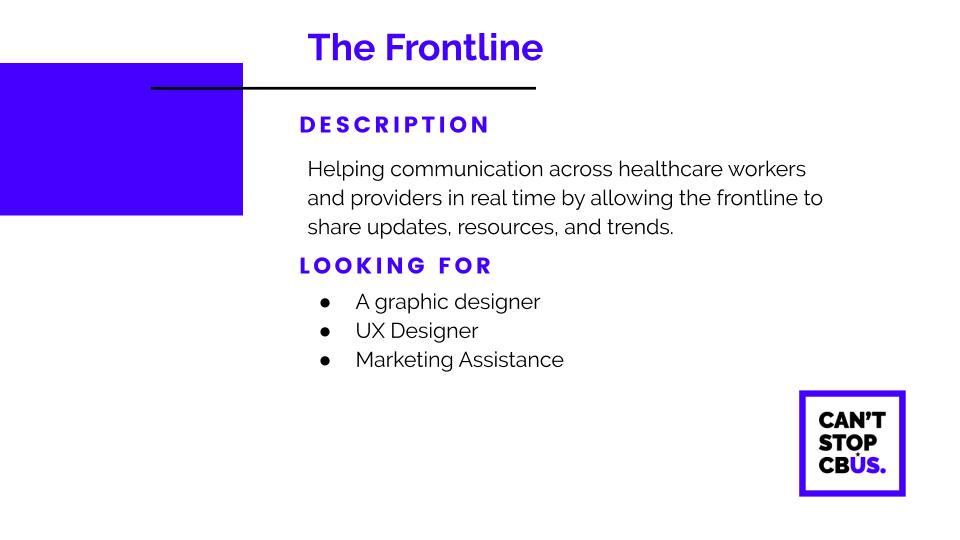 The Frontline
DESCRIPTION
Helping communication across healthcare workers
and providers in real time by allowing the frontline to
share updates, resources, and trends.
LOOKING FOR
● A graphic designer
● UX Designer
● Marketing Assistance
CAN'T
STOP
CBUS.